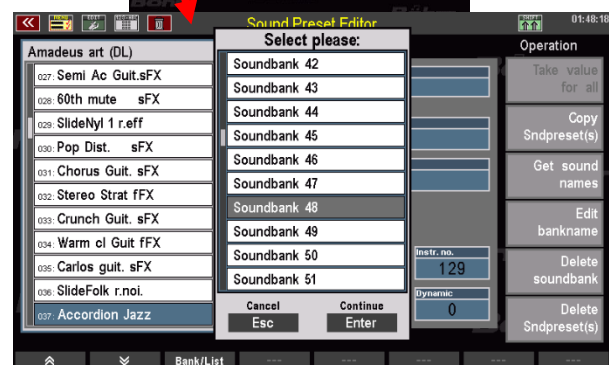 Sound Preset Editor
01:48:18
Amadeus art (DL)
027: Semi Ac Guit.sFX
028: 60th mute sFX
029: SlideNyl 1 r.eff
030: Pop Dist. sFX
031: Chorus Guit. sFX
032: Stereo Strat fFX
033: Crunch Guit. sFX
034: Warm cl Guit fFX
035: Carlos guit. sFX
036: SlideFolk r.noi.
037: Accordion Jazz
Select please:
Soundbank 42
Soundbank 43
Soundbank 44
Soundbank 45
Soundbank 46
Soundbank 47
Soundbank 48
Soundbank 49
Soundbank 50
Soundbank 51
Cancel
Esc
Continue
Enter
Instr. no.
129
Dynamic
0
Operation
Take value
for all
Copy
Sndpreset(s)
Get sound
names
Edit
bankname
Delete
soundbank
Delete
Sndpreset(s)
Bank/List
---
---
---
---
---